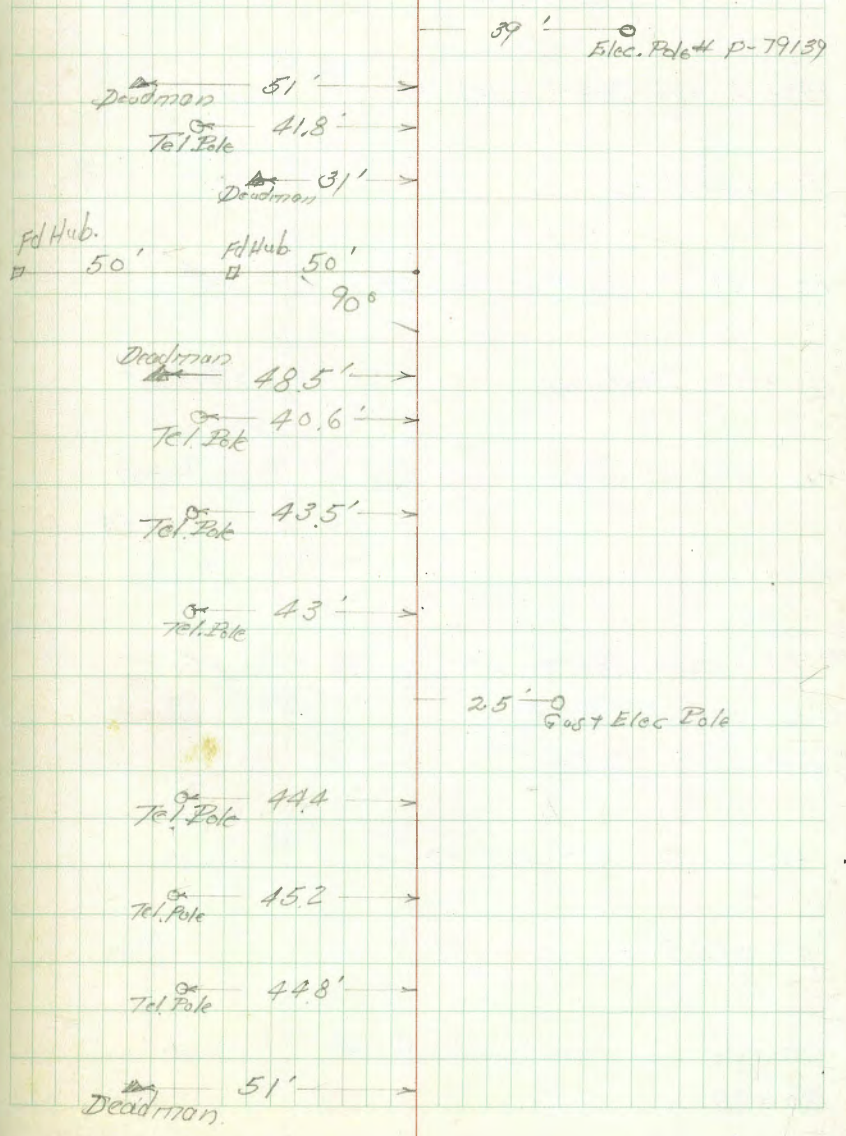 39'
Elec. Pole # P-79139
51'
Deadman
41.8'
Tel. Pole
31'
Deadman
Fd Hub. 50' Fd Hub 50'
90°
Deadman
48.5'
40.6'
Tel. Pole
43.5'
Tel. Pole
43'
Tel. Pole
25'
Gas + Elec Pole
44.4
Tel. Pole
45.2
Tel. Pole
44.8'
Tel. Pole
51'
Deadman